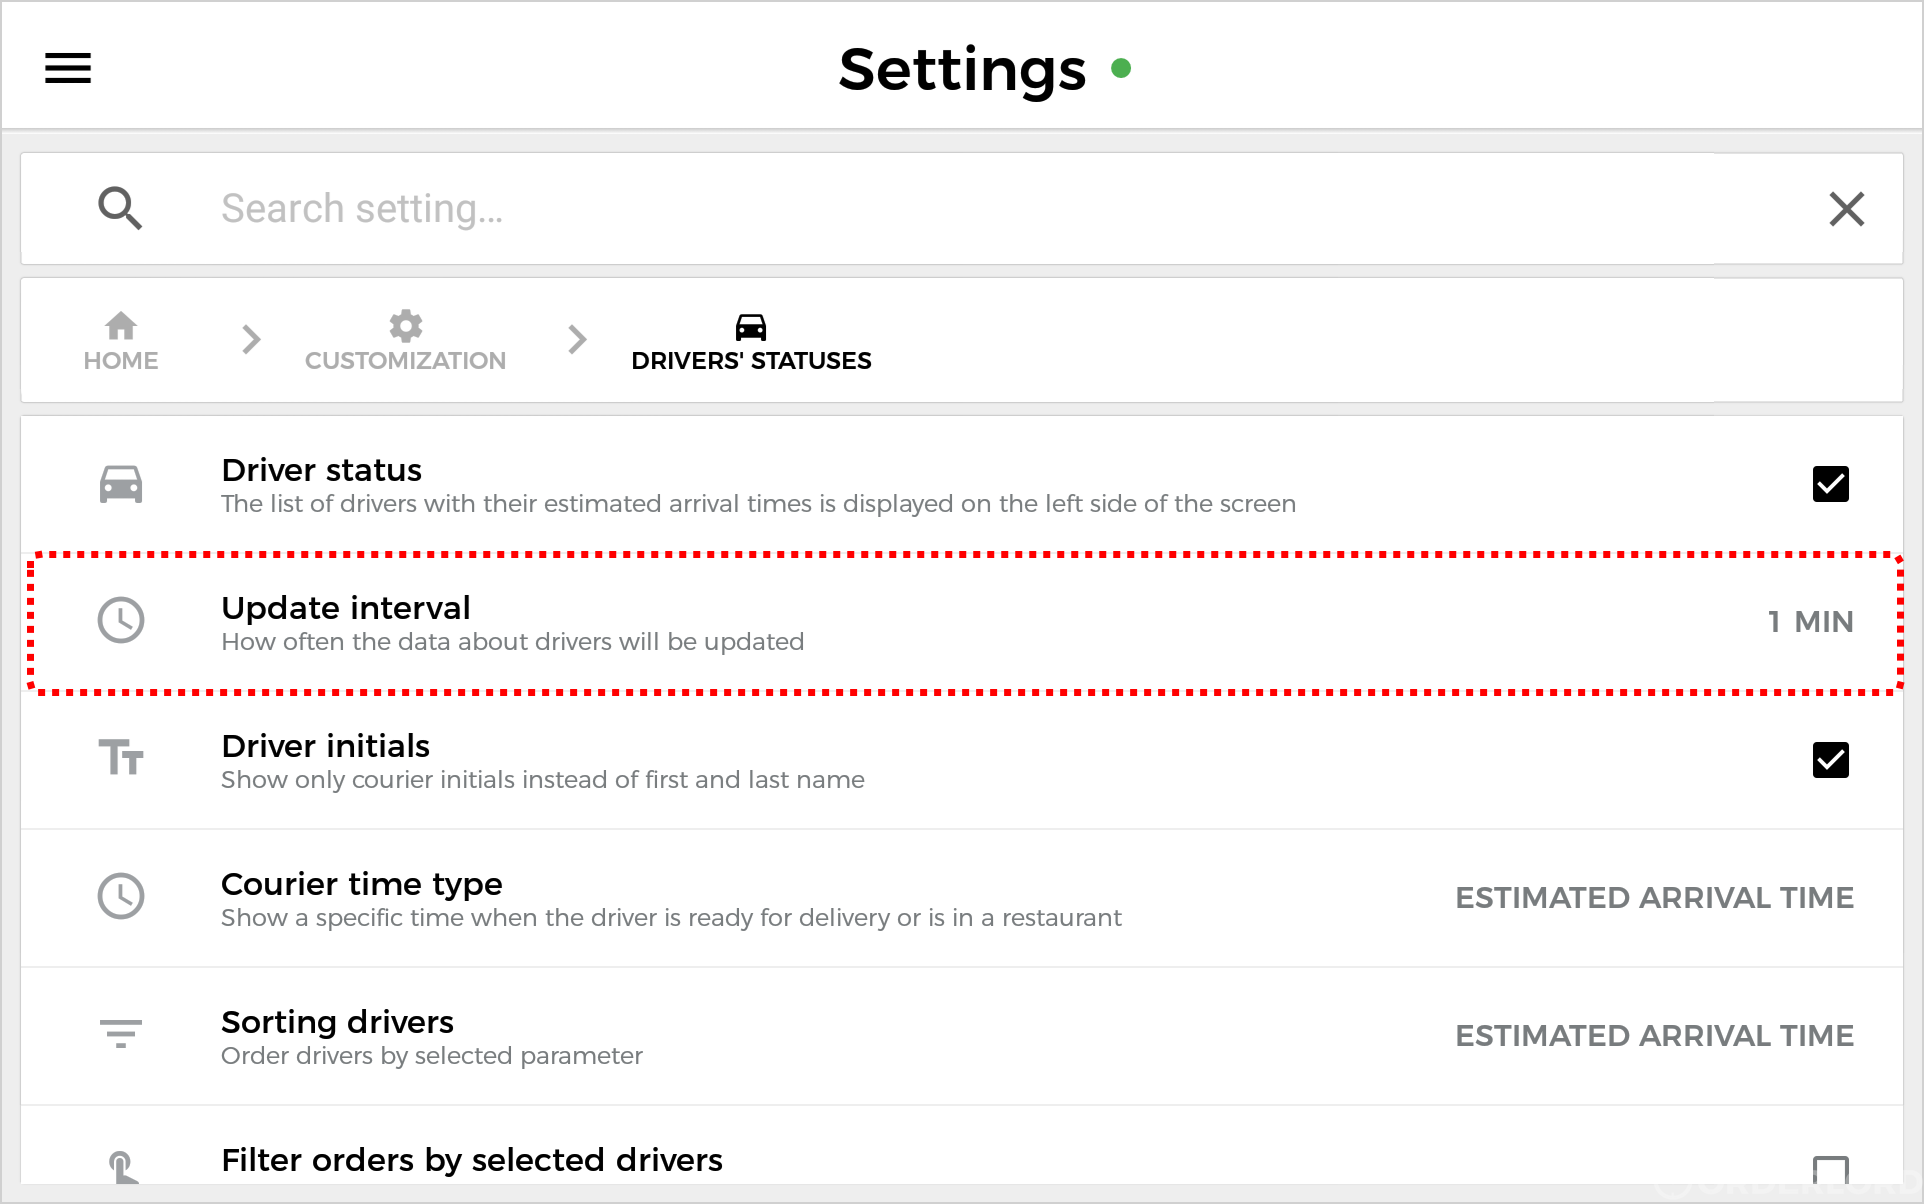 Settings
Search setting...
HOME
CUSTOMIZATION
DRIVERS' STATUSES
Driver status
The list of drivers with their estimated arrival times is displayed on the left side of the screen
Update interval
How often the data about drivers will be updated
1 MIN
Driver initials
Show only courier initials instead of first and last name
Courier time type
Show a specific time when the driver is ready for delivery or is in a restaurant
ESTIMATED ARRIVAL TIME
Sorting drivers
Order drivers by selected parameter
ESTIMATED ARRIVAL TIME
Filter orders by selected drivers